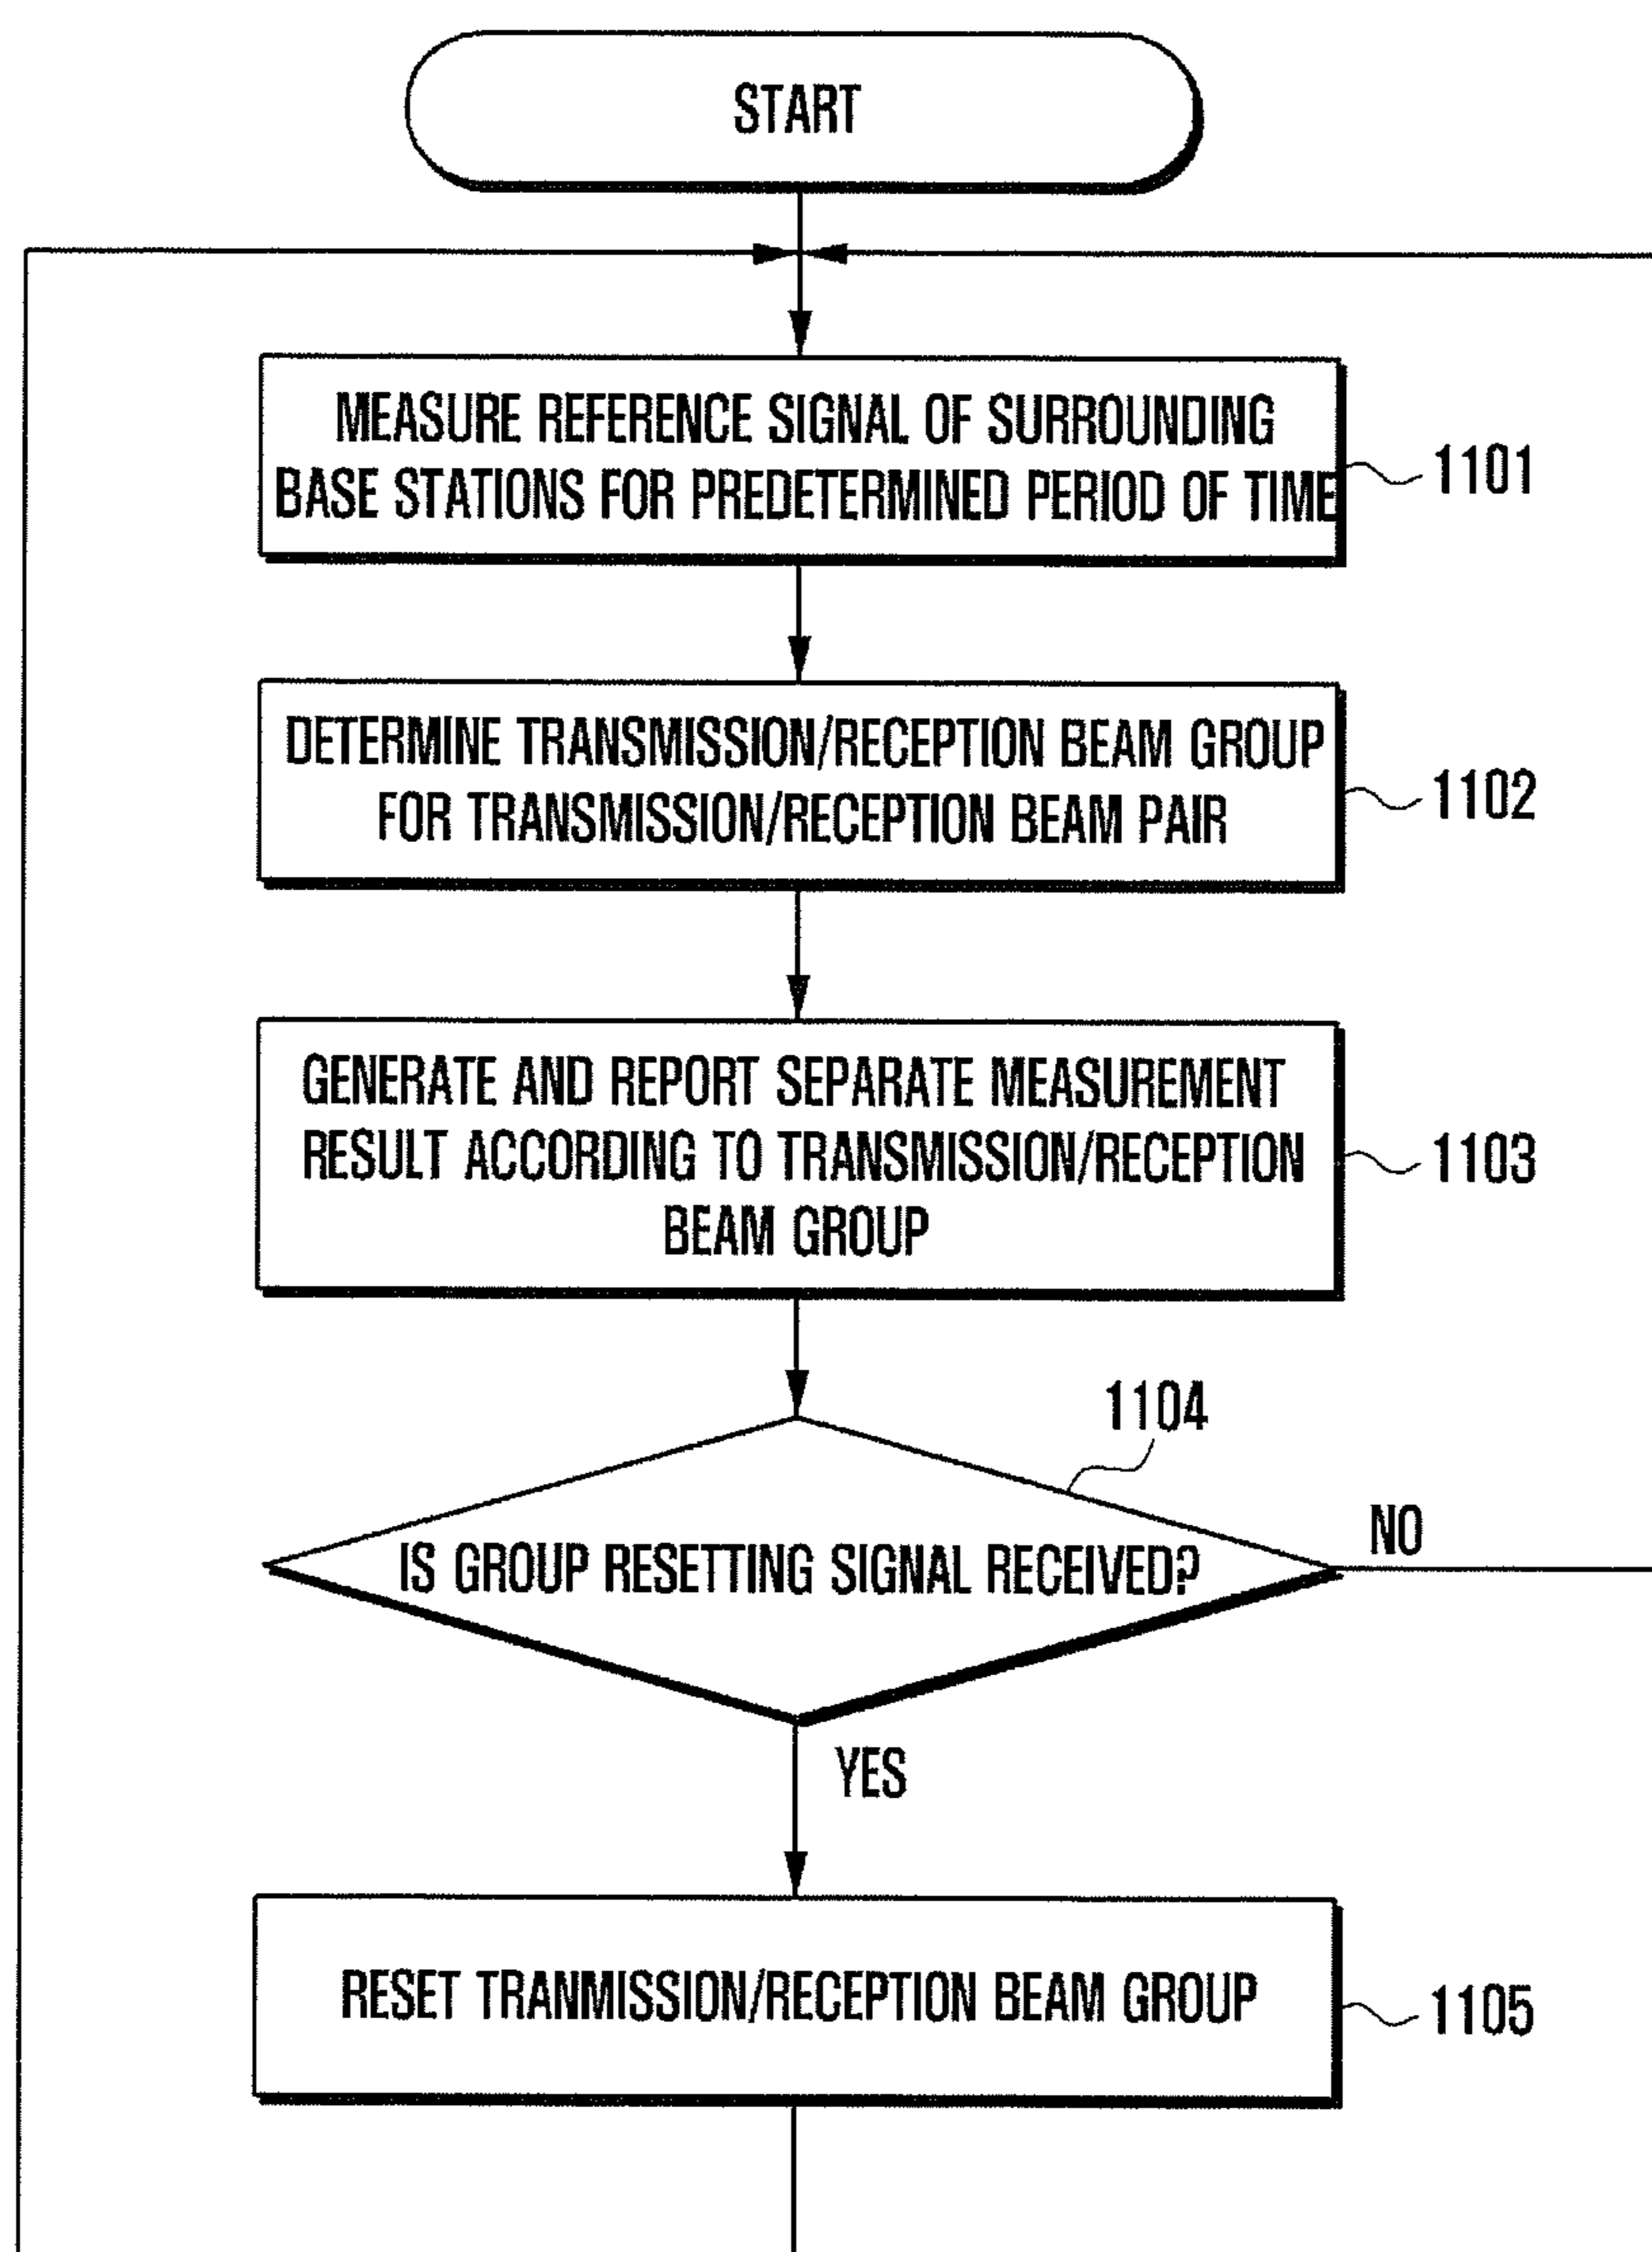 START
MEASURE REFERENCE SIGNAL OF SURROUNDING
BASE STATIONS FOR PREDETERMINED PERIOD OF TIME
1101
DETERMINE TRANSMISSION/RECEPTION BEAM GROUP
FOR TRANSMISSION/RECEPTION BEAM PAIR
1102
GENERATE AND REPORT SEPARATE MEASUREMENT
RESULT ACCORDING TO TRANSMISSION/RECEPTION
BEAM GROUP
1103
1104
IS GROUP RESETTING SIGNAL RECEIVED?
NO
YES
RESET TRANMISSION/RECEPTION BEAM GROUP
1105